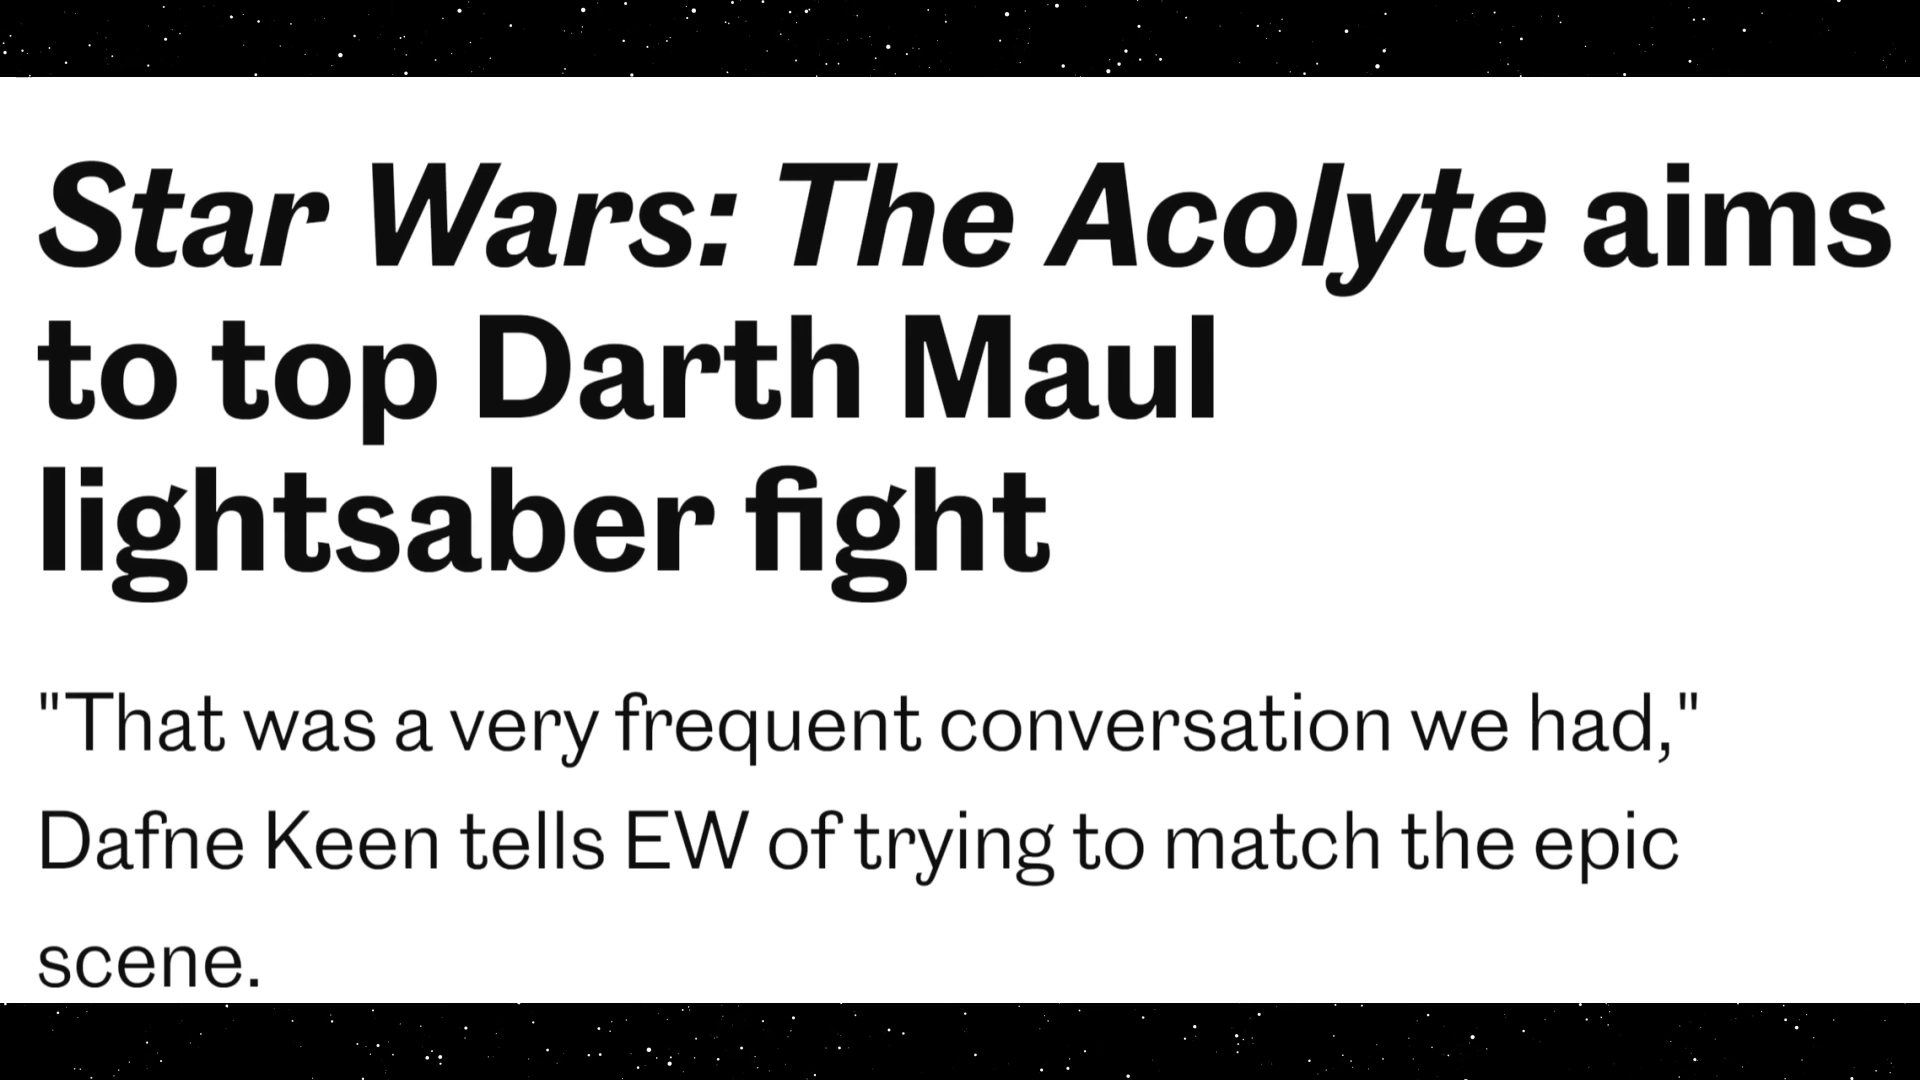 Star Wars: The Acolyte aims
to top Darth Maul
lightsaber fight
"That was a very frequent conversation we had,"
Dafne Keen tells EW of trying to match the epic
scene.